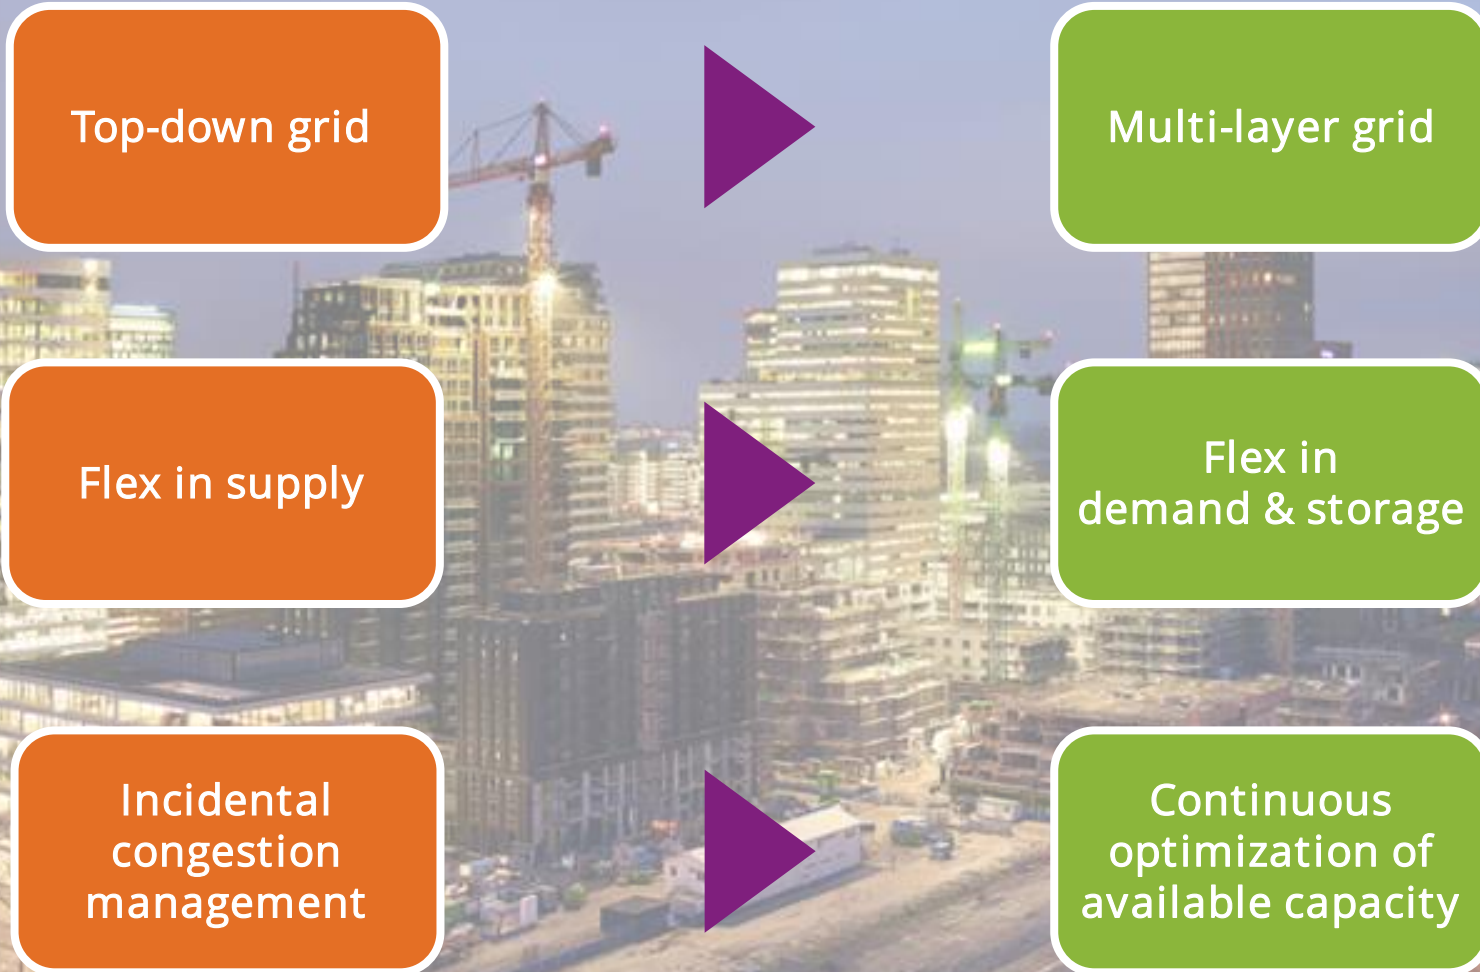 Top-down grid
Multi-layer grid
Flex in supply
Flex in
demand & storage
Incidental
congestion
management
Continuous
optimization of
available capacity